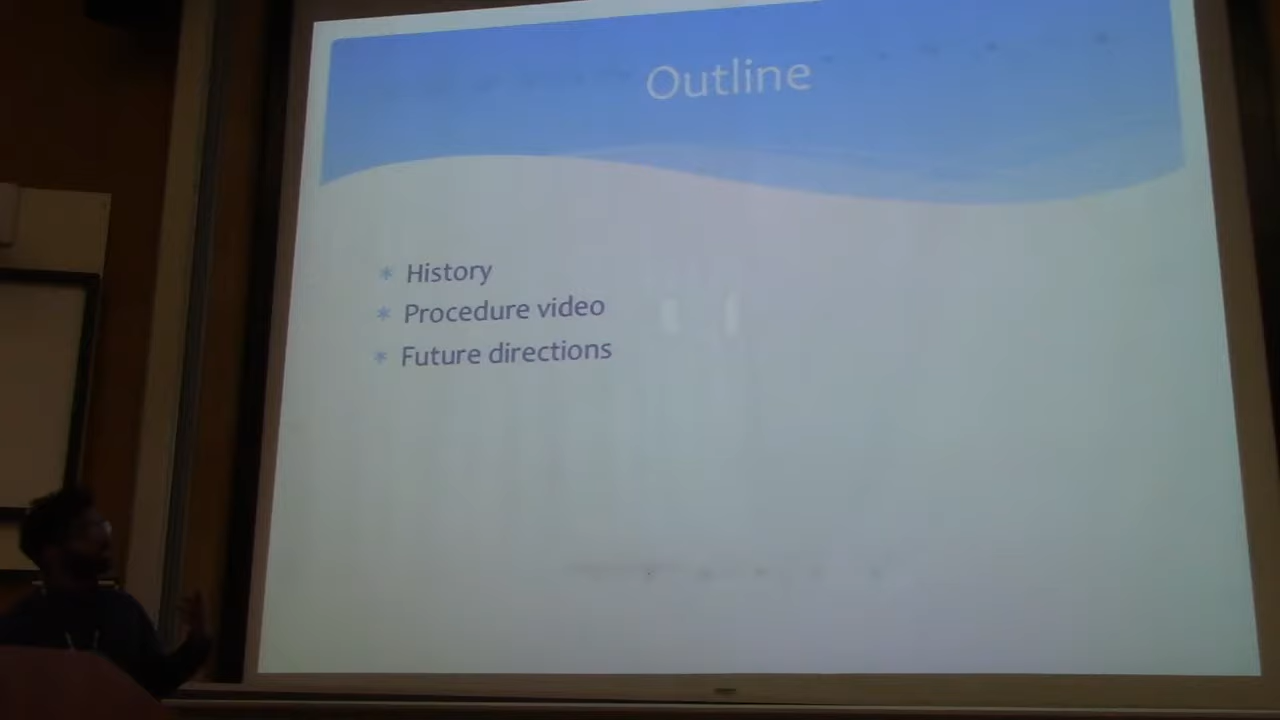 Outline
* History
* Procedure video
* Future directions